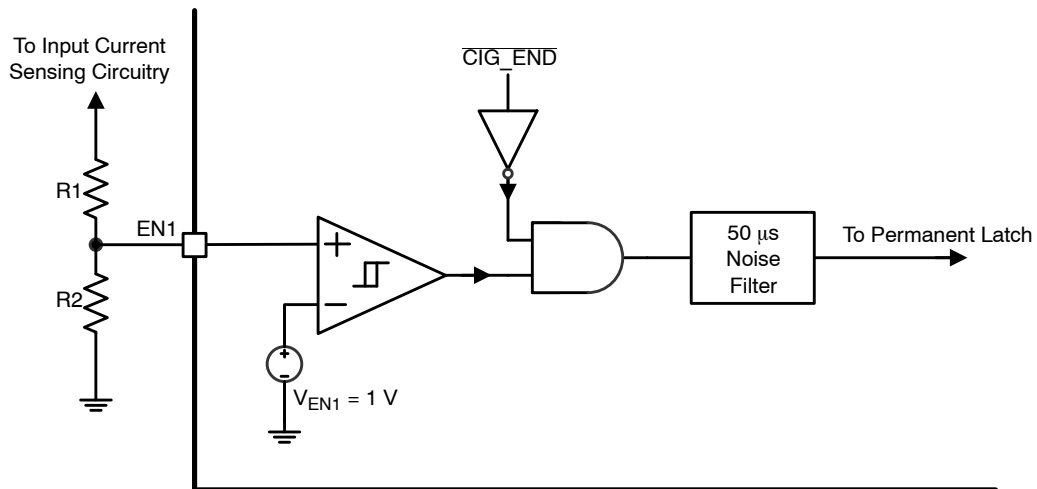 To Input Current
Sensing Circuitry
CIG_END
R1
EN1
R2
+
−
+
−
V_EN1 = 1 V
50 μs
Noise
Filter
To Permanent Latch